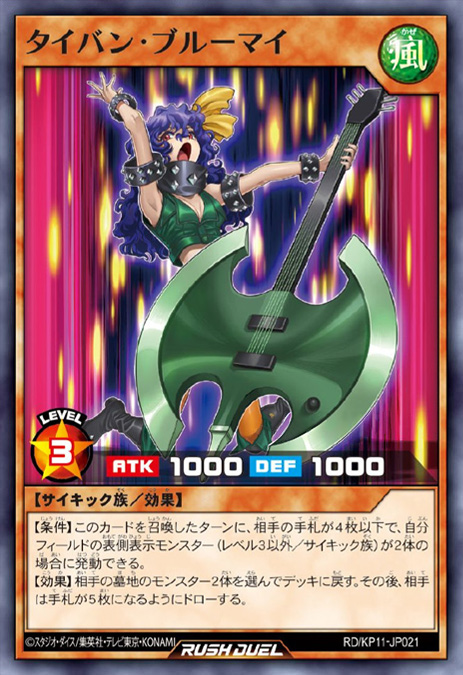 タイバン・ブルーマイ
風
LEVEL
3
ATK 1000 DEF 1000
【サイキック族/効果】
【条件】このカードを召喚したターンに、相手の手札が4枚以下で、自分
フィールドの表側表示モンスター(レベル3以外/サイキック族)が2体の
場合に発動できる。
【効果】相手の墓地のモンスター2体を選んでデッキに戻す。その後、相手
は手札が5枚になるようにドローする。
©スタジオ・ダイス/集英社・テレビ東京・KONAMI
RUSH DUEL
RD/KP11-JP021